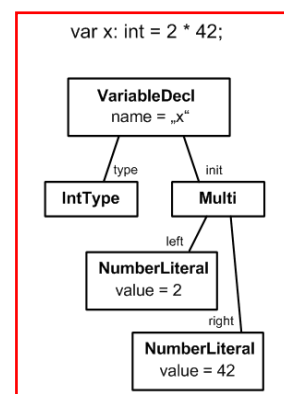 var x: int = 2 * 42;
VariableDecl
name = „x“
type
init
IntType
Multi
left
NumberLiteral
value = 2
right
NumberLiteral
value = 42